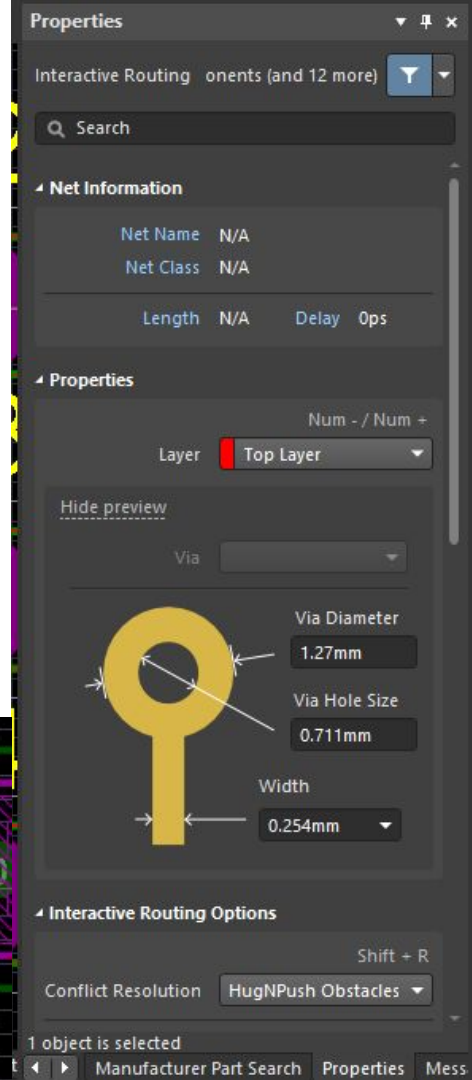 Properties
Interactive Routing onents (and 12 more)
Search
Net Information
Net Name N/A
Net Class N/A
Length N/A Delay 0ps
Properties
Num - / Num +
Layer Top Layer
Hide preview
Via
Via Diameter
1.27mm
Via Hole Size
0.711mm
Width
0.254mm
Interactive Routing Options
Shift + R
Conflict Resolution HugNPush Obstacles
1 object is selected
t Manufacturer Part Search Properties Mess